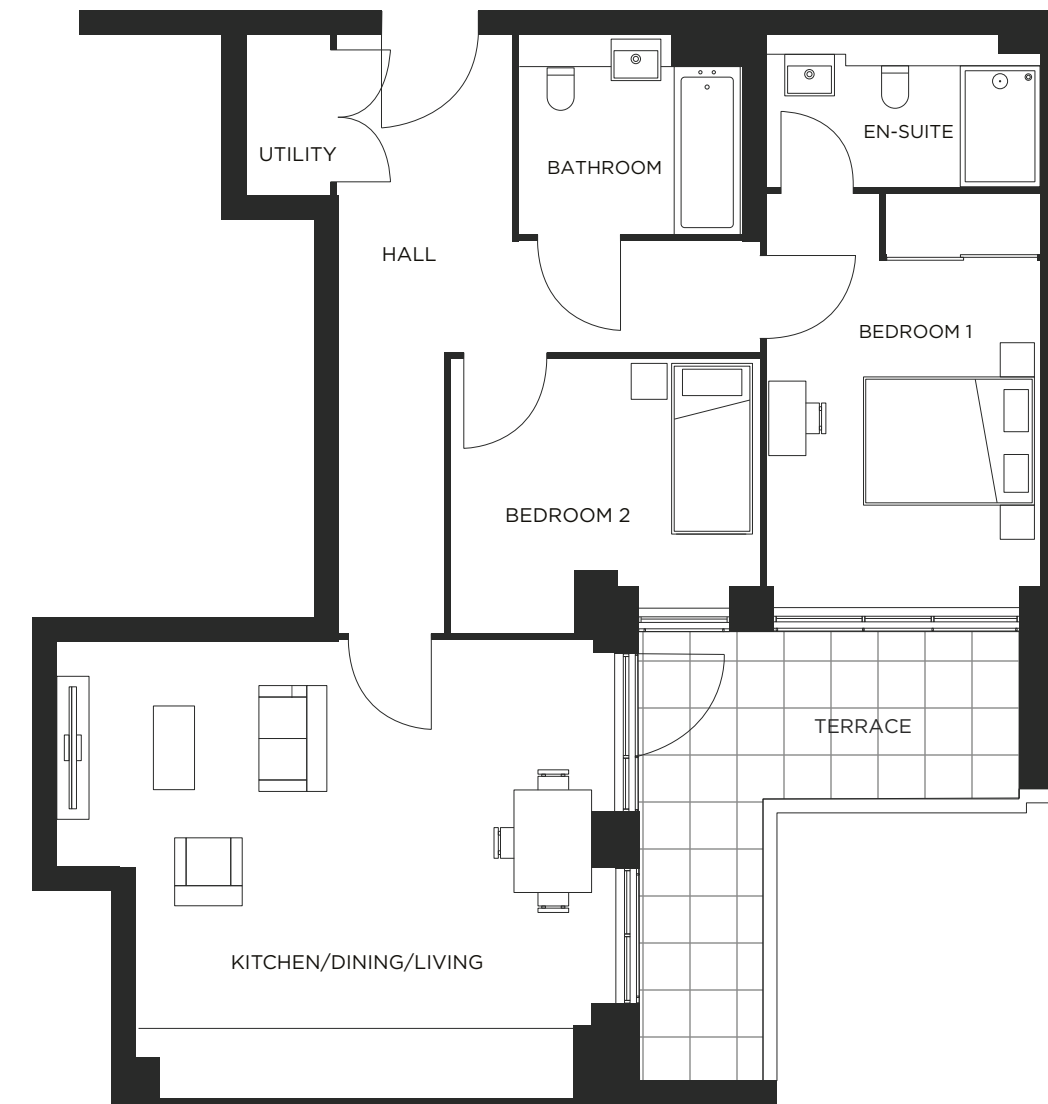 EN-SUITE
UTILITY
BATHROOM
HALL
BEDROOM 1
BEDROOM 2
TERRACE
KITCHEN/DINING/LIVING